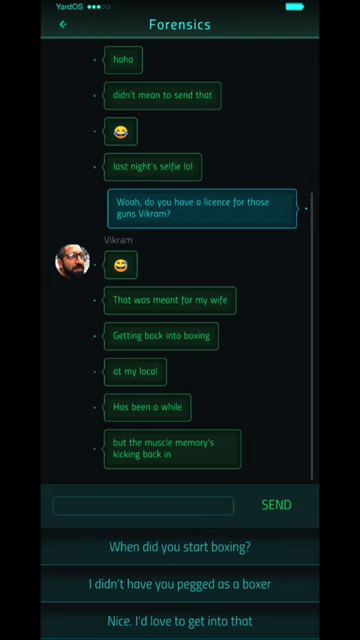 YardOS
Forensics
haha
didn't mean to send that
last night's selfie lol
Woah, do you have a licence for those
guns Vikram?
Vikram
That was meant for my wife
Getting back into boxing
at my local
Has been a while
but the muscle memory's
kicking back in
SEND
When did you start boxing?
I didn't have you pegged as a boxer
Nice. I'd love to get into that